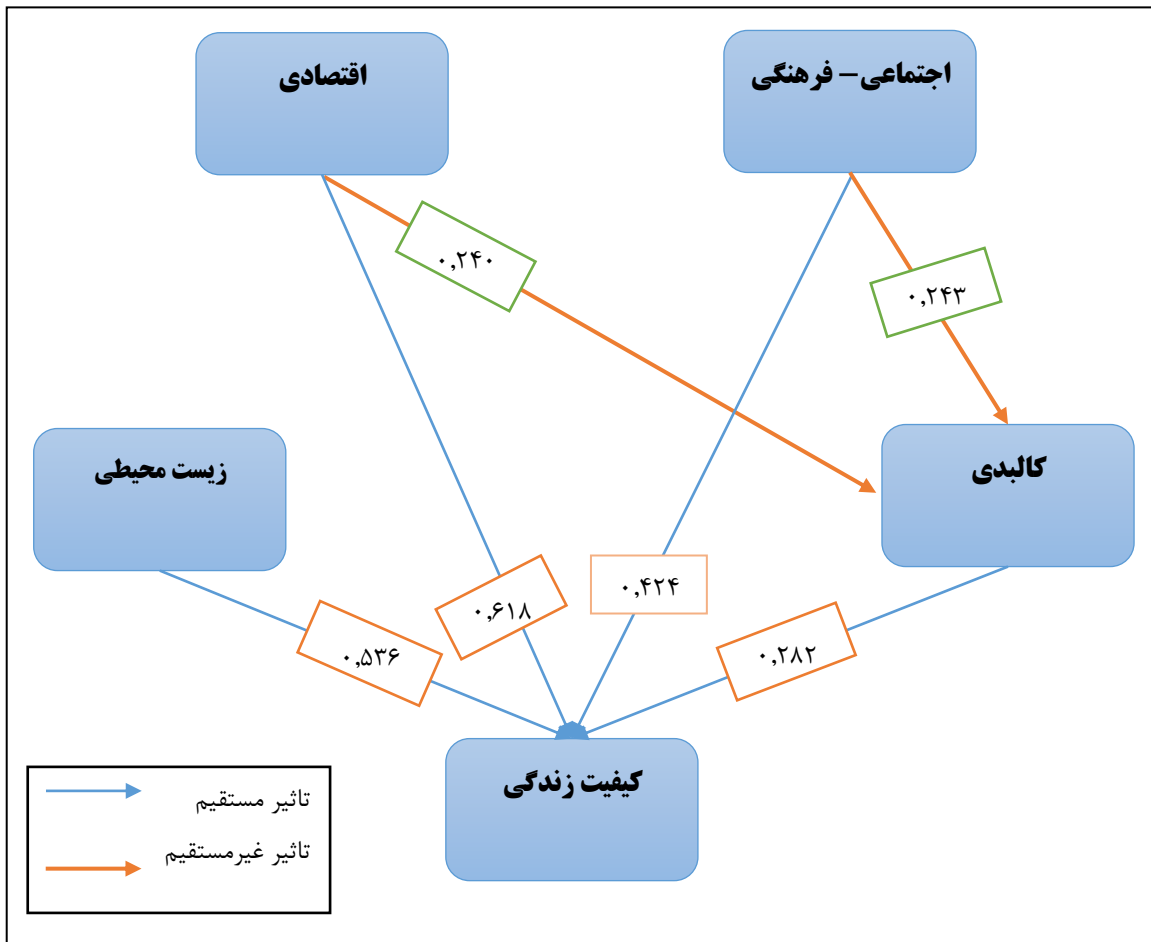 اجتماعی – فرهنگی
اقتصادی
۰,۲۴۰
۰,۲۴۳
کالبدی
زیست محیطی
۰,۴۲۴
۰,۶۱۸
۰,۲۸۲
۰,۵۳۶
کیفیت زندگی
تاثیر مستقیم
تاثیر غیرمستقیم